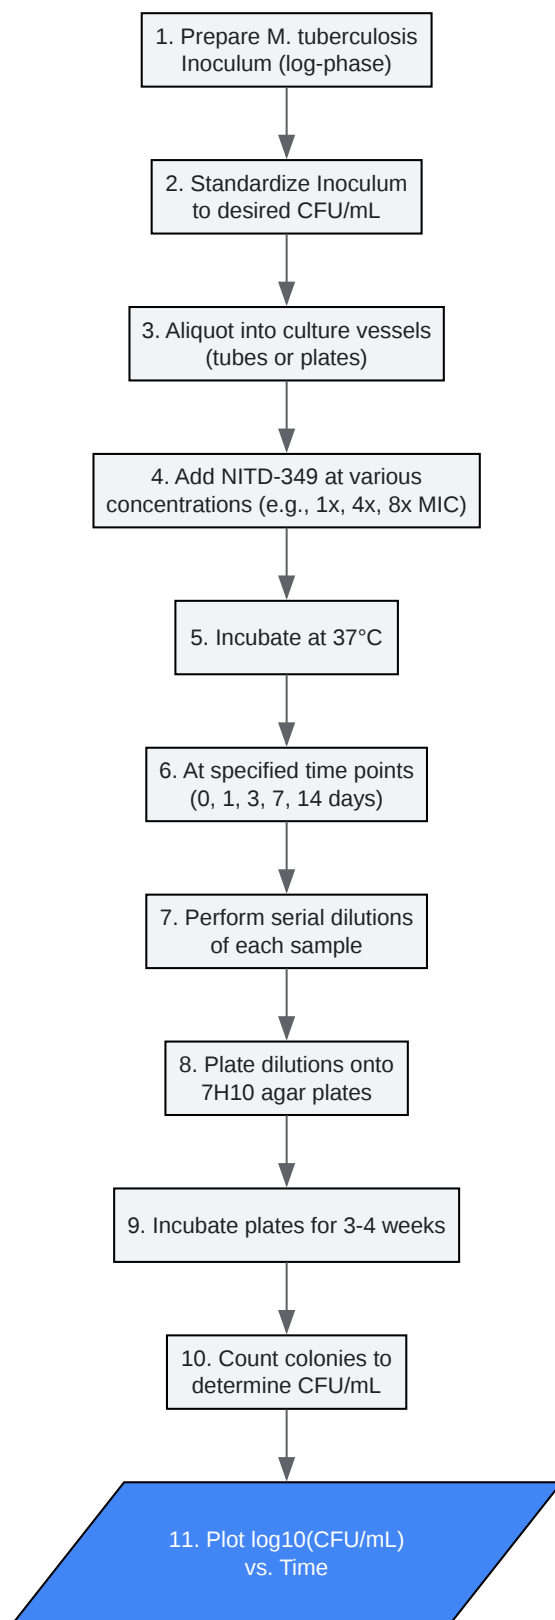 1. Prepare M. tuberculosis
Inoculum (log-phase)
2. Standardize Inoculum
to desired CFU/mL
3. Aliquot into culture vessels
(tubes or plates)
4. Add NITD-349 at various
concentrations (e.g., 1x, 4x, 8x MIC)
5. Incubate at 37°C
6. At specified time points
(0, 1, 3, 7, 14 days)
7. Perform serial dilutions
of each sample
8. Plate dilutions onto
7H10 agar plates
9. Incubate plates for 3-4 weeks
10. Count colonies to
determine CFU/mL
11. Plot log10(CFU/mL)
vs. Time